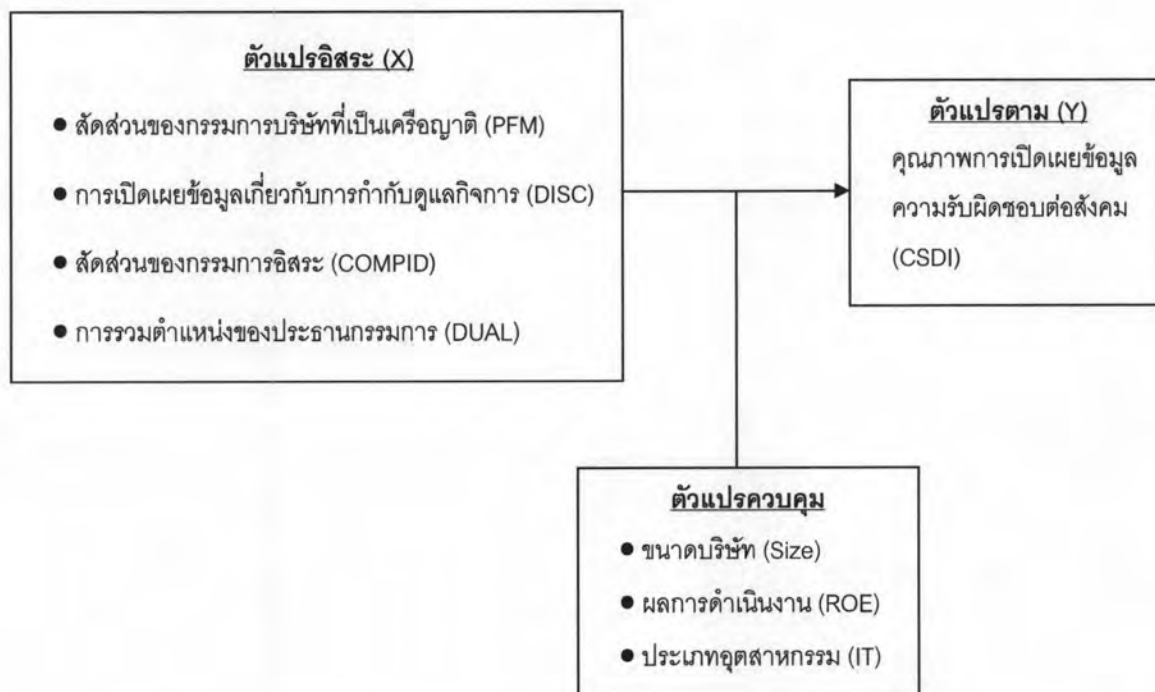 ตัวแปรอิสระ (X)
● สัดส่วนของกรรมการบริษัทที่เป็นเครือญาติ (PFM)
● การเปิดเผยข้อมูลเกี่ยวกับการกำกับดูแลกิจการ (DISC)
● สัดส่วนของกรรมการอิสระ (COMPID)
● การรวมตำแหน่งของประธานกรรมการ (DUAL)
ตัวแปรตาม (Y)
คุณภาพการเปิดเผยข้อมูล
ความรับผิดชอบต่อสังคม
(CSDI)
ตัวแปรควบคุม
● ขนาดบริษัท (Size)
● ผลการดำเนินงาน (ROE)
● ประเภทอุตสาหกรรม (IT)